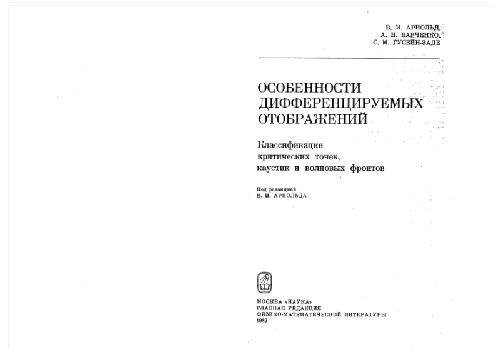 В. И. АРНОЛЬД,
А. Н. ВАРЧЕНКО,
С. М. ГУСЕЙН-ЗАДЕ
ОСОБЕННОСТИ
ДИФФЕРЕНЦИРУЕМЫХ
ОТОБРАЖЕНИЙ
Классификация
критических точек,
каустик и волновых фронтов
Под редакцией
В. И. АРНОЛЬДА
МОСКВА «НАУКА»
ГЛАВНАЯ РЕДАКЦИЯ
ФИЗИКО-МАТЕМАТИЧЕСКОЙ ЛИТЕРАТУРЫ
1982